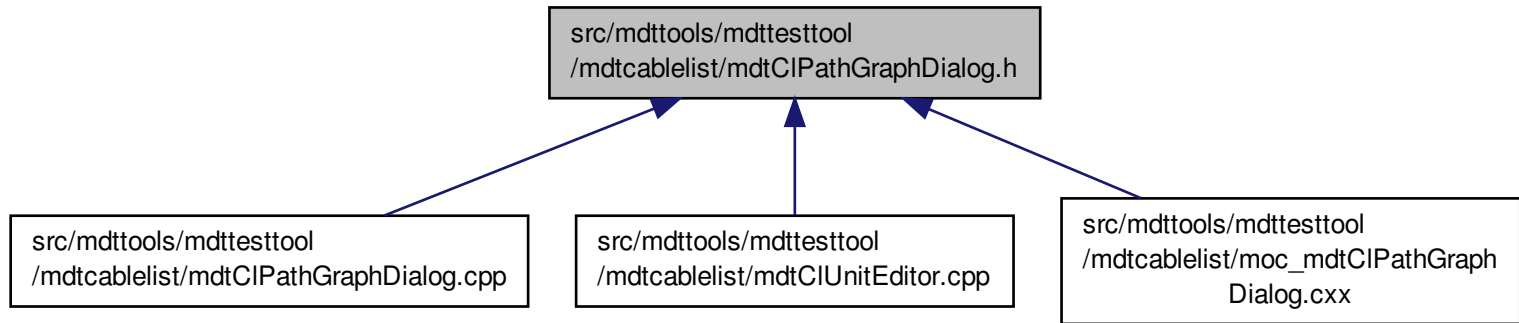 src/mdttools/mdttesttool
/mdtcablelist/mdtClPathGraphDialog.h
src/mdttools/mdttesttool
/mdtcablelist/mdtClPathGraphDialog.cpp
src/mdttools/mdttesttool
/mdtcablelist/mdtClUnitEditor.cpp
src/mdttools/mdttesttool
/mdtcablelist/moc_mdtClPathGraph
Dialog.cxx